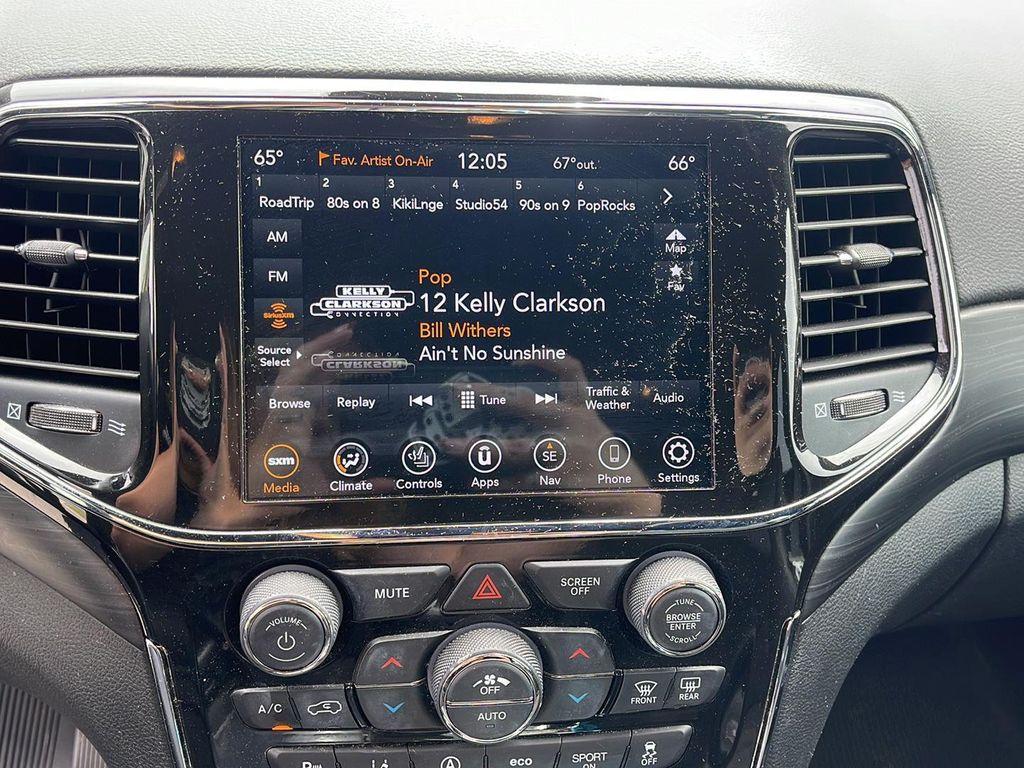 65° Fav. Artist On-Air 12:05 67°out. 66°
1 2 3 4 5 6
RoadTrip 80s on 8 KikiLnge Studio54 90s on 9 PopRocks
AM
Map
FM
Fav
Pop
KELLY CLARKSON CONNECTION
12 Kelly Clarkson
SiriusXM
Bill Withers
Source Select
Ain't No Sunshine
Browse Replay Tune Traffic & Weather Audio
sxm SE
Media Climate Controls Apps Nav Phone Settings
MUTE
SCREEN OFF
VOLUME
TUNE
BROWSE
ENTER
SCROLL
OFF
AUTO
A/C
FRONT
REAR
eco
SPORT
ON
OFF